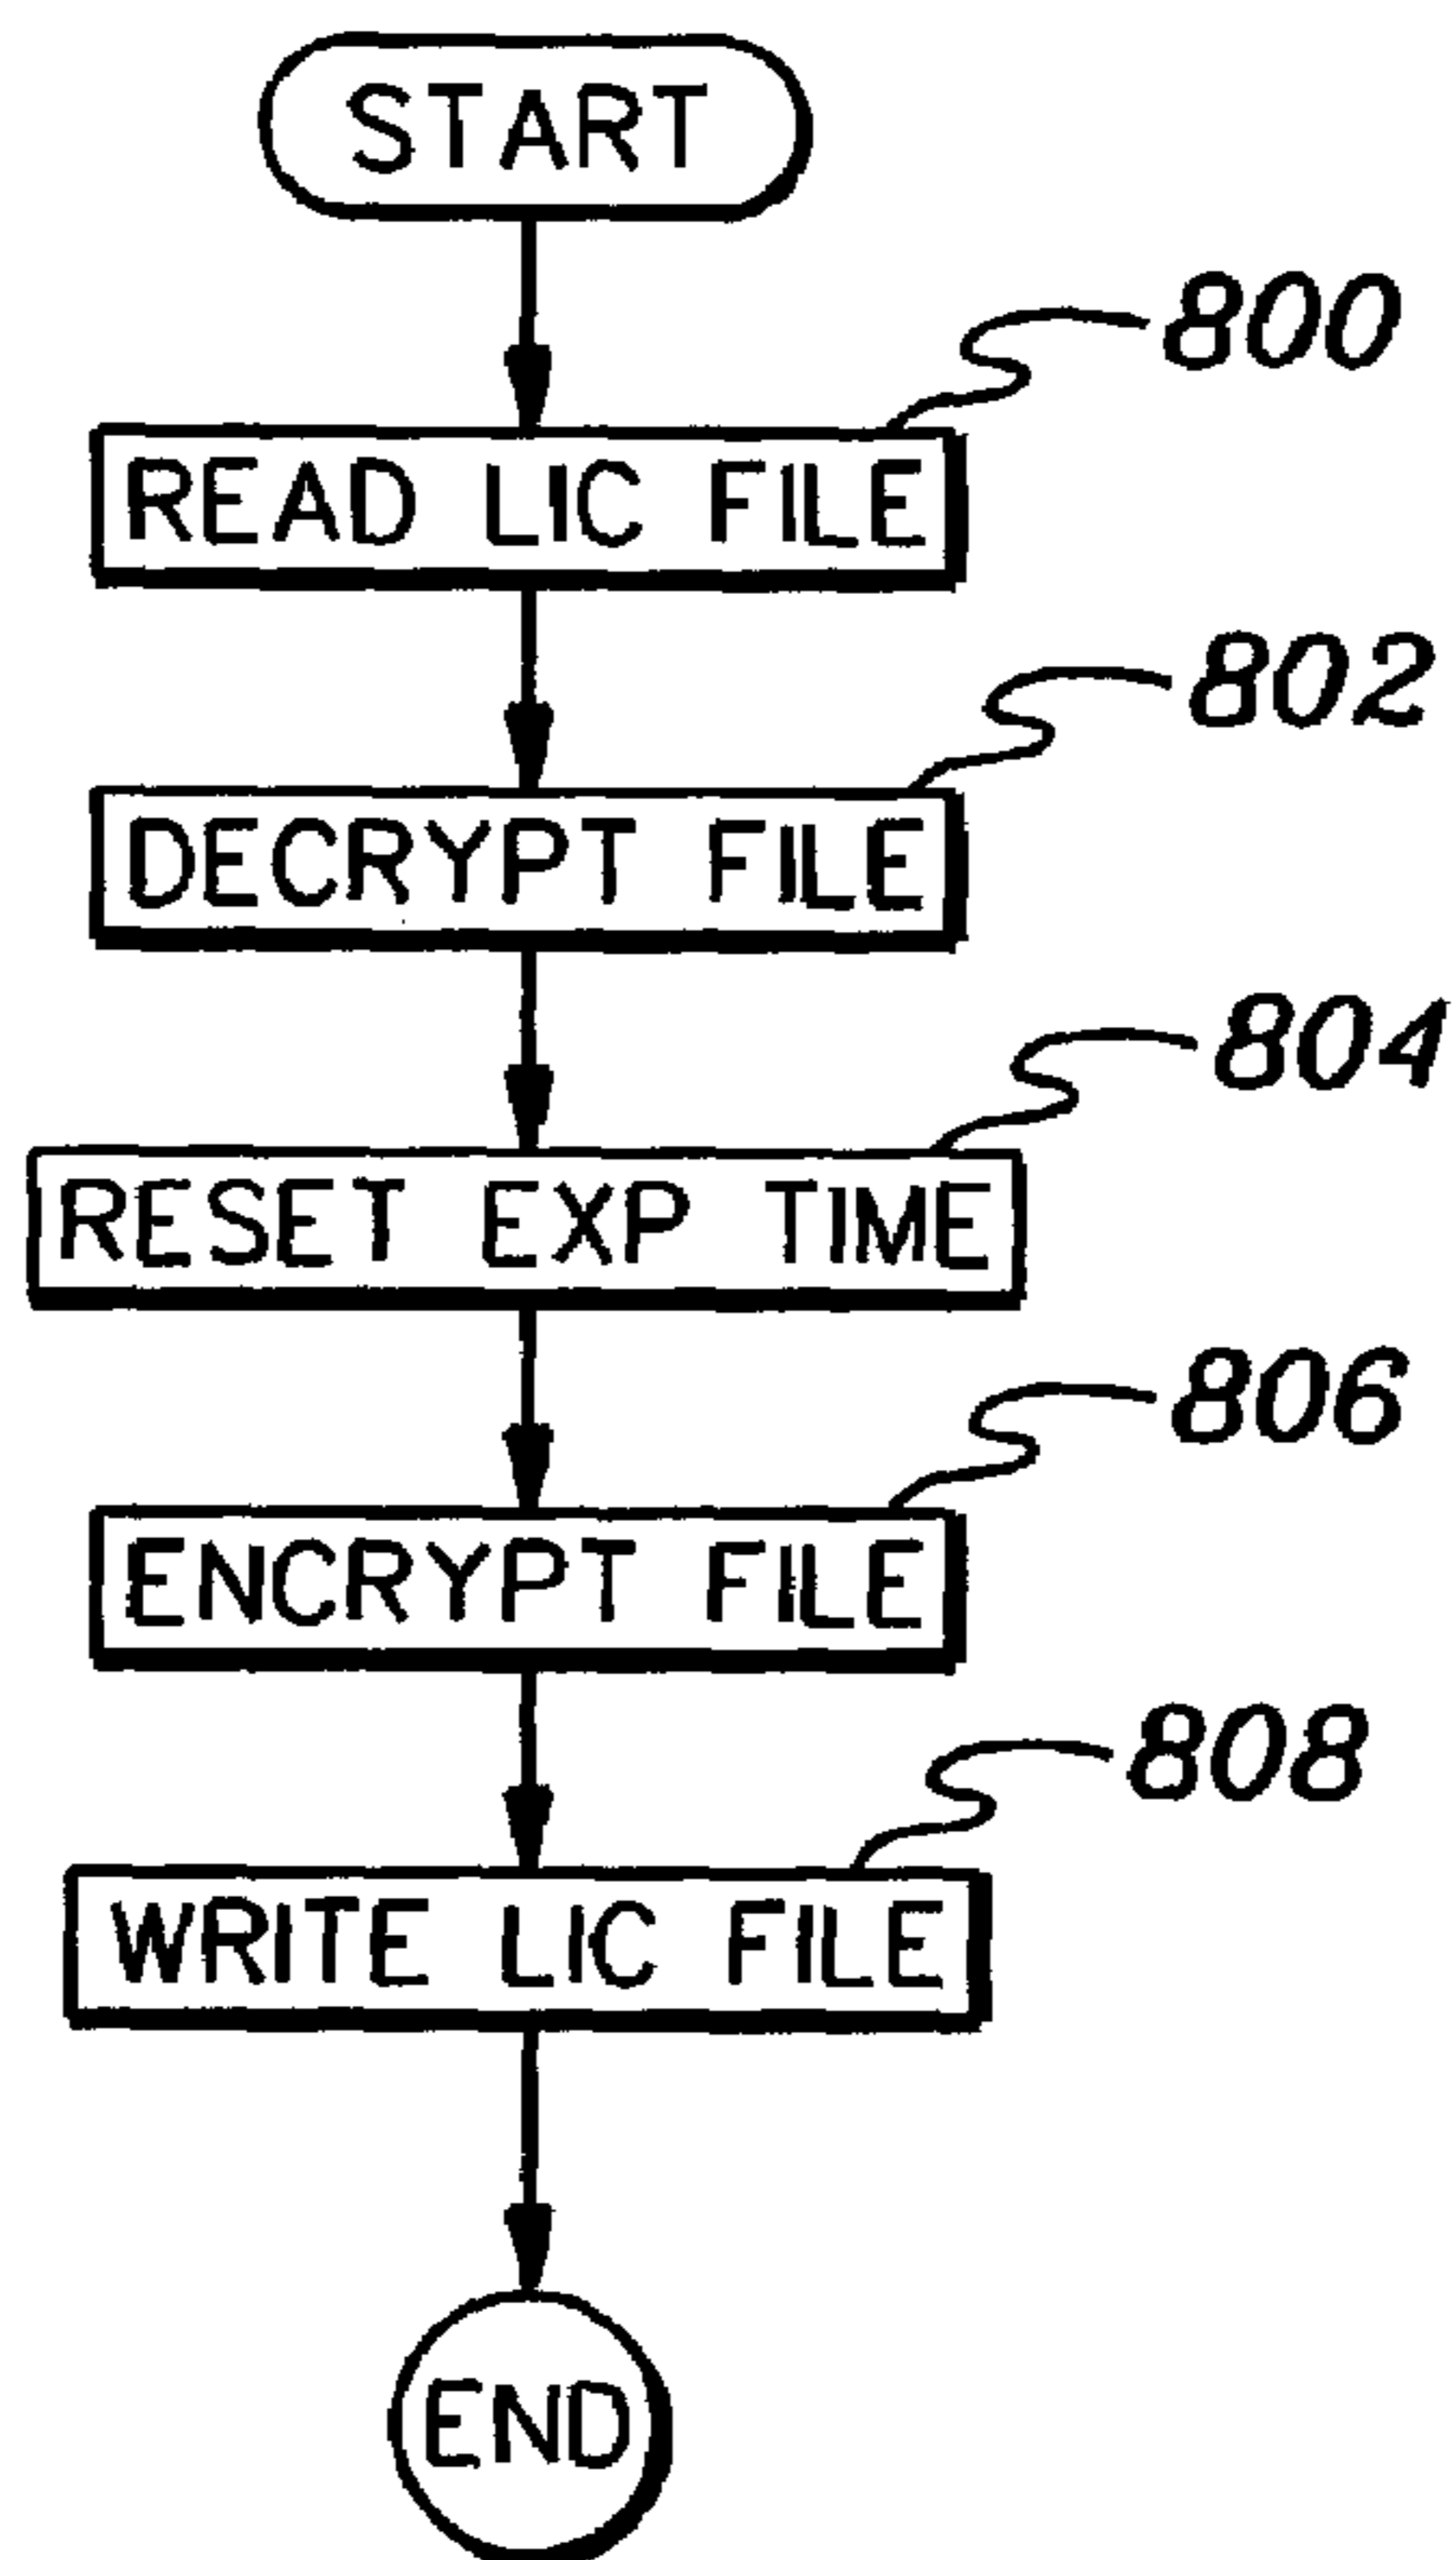 START
800
READ LIC FILE
802
DECRYPT FILE
804
RESET EXP TIME
806
ENCRYPT FILE
808
WRITE LIC FILE
END